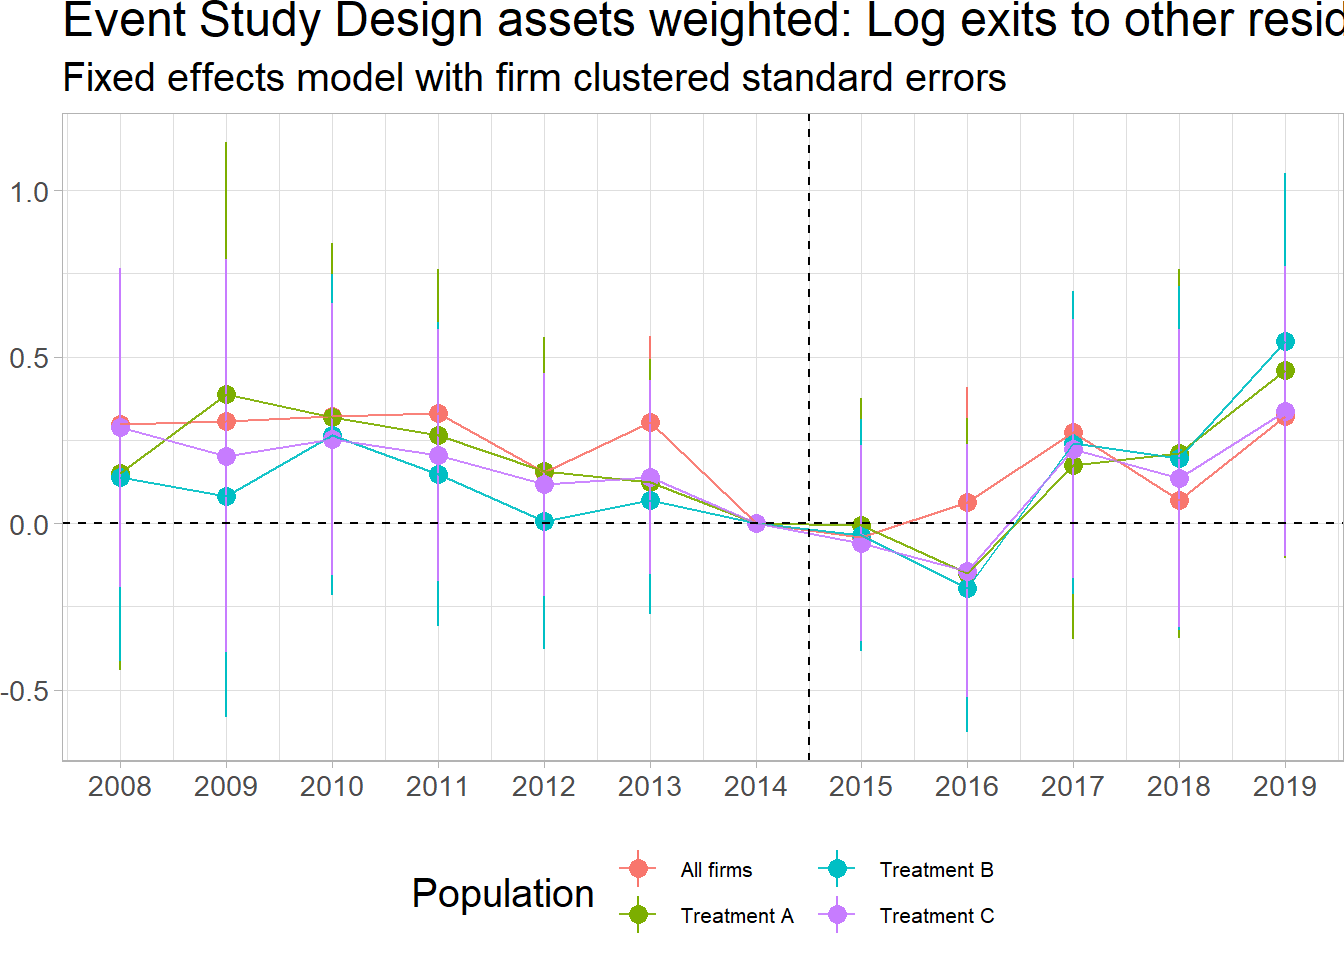 Event Study Design assets weighted: Log exits to other resid
Fixed effects model with firm clustered standard errors
1.0
0.5
0.0
-0.5
2008 2009 2010 2011 2012 2013 2014 2015 2016 2017 2018 2019
Population
All firms
Treatment A
Treatment B
Treatment C